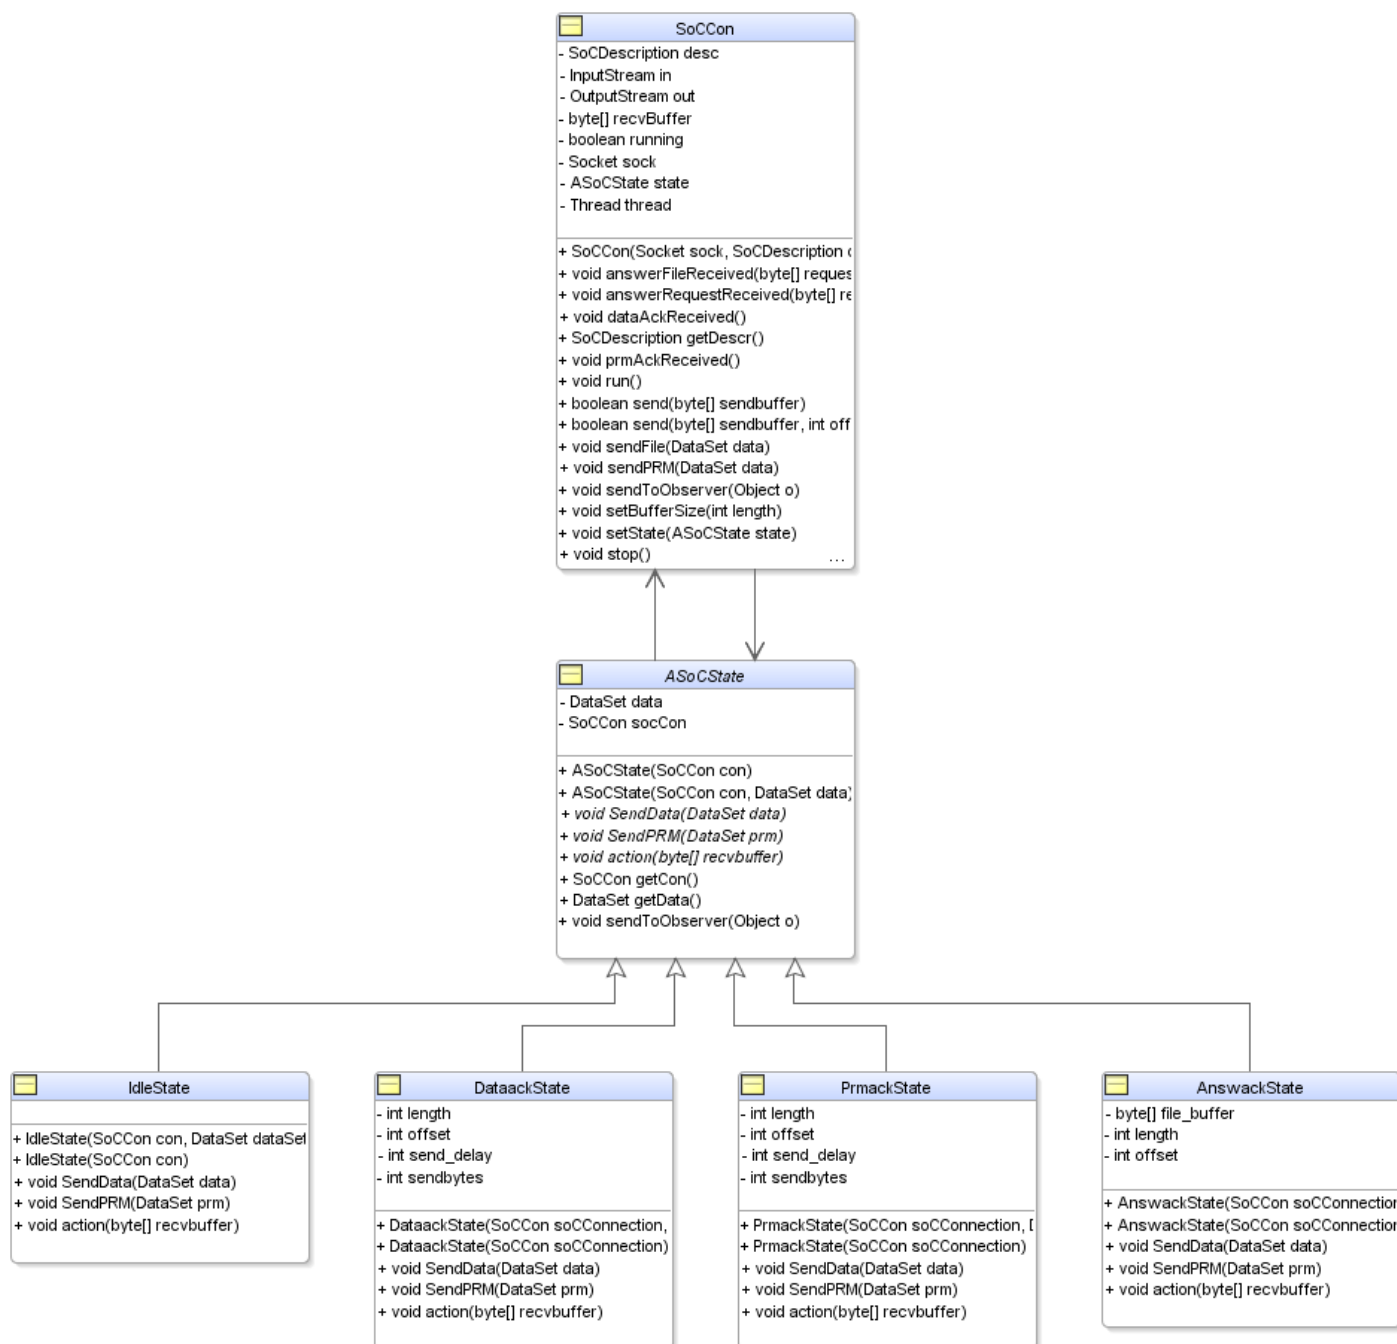 SoCCon
- SoCDescription desc
- InputStream in
- OutputStream out
- byte[] recvBuffer
- boolean running
- Socket sock
- ASoCState state
- Thread thread
+ SoCCon(Socket sock, SoCDescription
+ void answerFileReceived(byte[] reques
+ void answerRequestReceived(byte[] re
+ void dataAckReceived()
+ SoCDescription getDescr()
+ void prmAckReceived()
+ void run()
+ boolean send(byte[] sendbuffer)
+ boolean send(byte[] sendbuffer, int off
+ void sendFile(DataSet data)
+ void sendPRM(DataSet data)
+ void sendToObserver(Object o)
+ void setBufferSize(int length)
+ void setState(ASoCState state)
+ void stop() ...
ASoCState
- DataSet data
- SoCCon socCon
+ ASoCState(SoCCon con)
+ ASoCState(SoCCon con, DataSet data)
+ void SendData(DataSet data)
+ void SendPRM(DataSet prm)
+ void action(byte[] recvbuffer)
+ SoCCon getCon()
+ DataSet getData()
+ void sendToObserver(Object o)
IdleState
+ IdleState(SoCCon con, DataSet dataSet
+ IdleState(SoCCon con)
+ void SendData(DataSet data)
+ void SendPRM(DataSet prm)
+ void action(byte[] recvbuffer)
DataackState
- int length
- int offset
- int send_delay
- int sendbytes
+ DataackState(SoCCon soCConnection,
+ DataackState(SoCCon soCConnection)
+ void SendData(DataSet data)
+ void SendPRM(DataSet prm)
+ void action(byte[] recvbuffer)
PrmackState
- int length
- int offset
- int send_delay
- int sendbytes
+ PrmackState(SoCCon soCConnection,
+ PrmackState(SoCCon soCConnection)
+ void SendData(DataSet data)
+ void SendPRM(DataSet prm)
+ void action(byte[] recvbuffer)
AnswackState
- byte[] file_buffer
- int length
- int offset
+ AnswackState(SoCCon soCConnection
+ AnswackState(SoCCon soCConnection
+ void SendData(DataSet data)
+ void SendPRM(DataSet prm)
+ void action(byte[] recvbuffer)